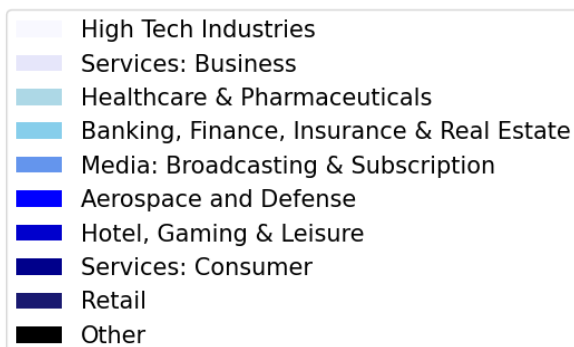 High Tech Industries
Services: Business
Healthcare & Pharmaceuticals
Banking, Finance, Insurance & Real Estate
Media: Broadcasting & Subscription
Aerospace and Defense
Hotel, Gaming & Leisure
Services: Consumer
Retail
Other